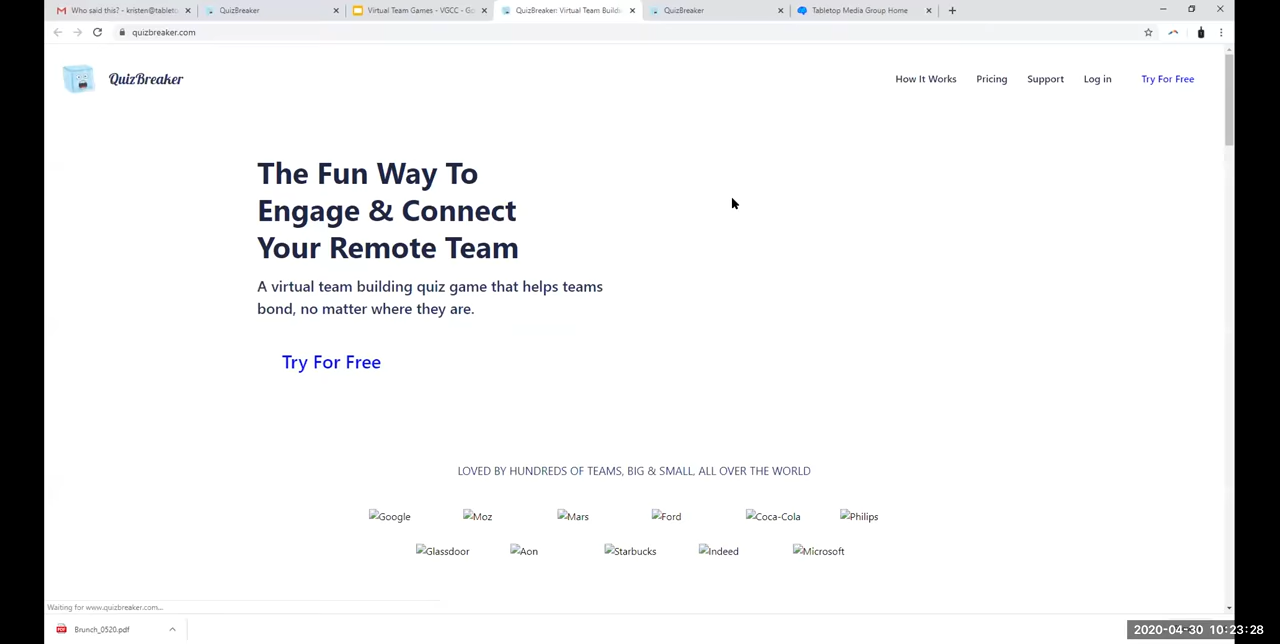 Who said this? - kristen@tableto
QuizBreaker
Virtual Team Games - VGCC - Go
QuizBreaker: Virtual Team Buildi
QuizBreaker
Tabletop Media Group Home
quizbreaker.com
QuizBreaker
How It Works
Pricing
Support
Log in
Try For Free
The Fun Way To
Engage & Connect
Your Remote Team
A virtual team building quiz game that helps teams
bond, no matter where they are.
Try For Free
LOVED BY HUNDREDS OF TEAMS, BIG & SMALL, ALL OVER THE WORLD
Google
Moz
Mars
Ford
Coca-Cola
Philips
Glassdoor
Aon
Starbucks
Indeed
Microsoft
Waiting for www.quizbreaker.com...
Brunch_0520.pdf
2020-04-30 10:23:28